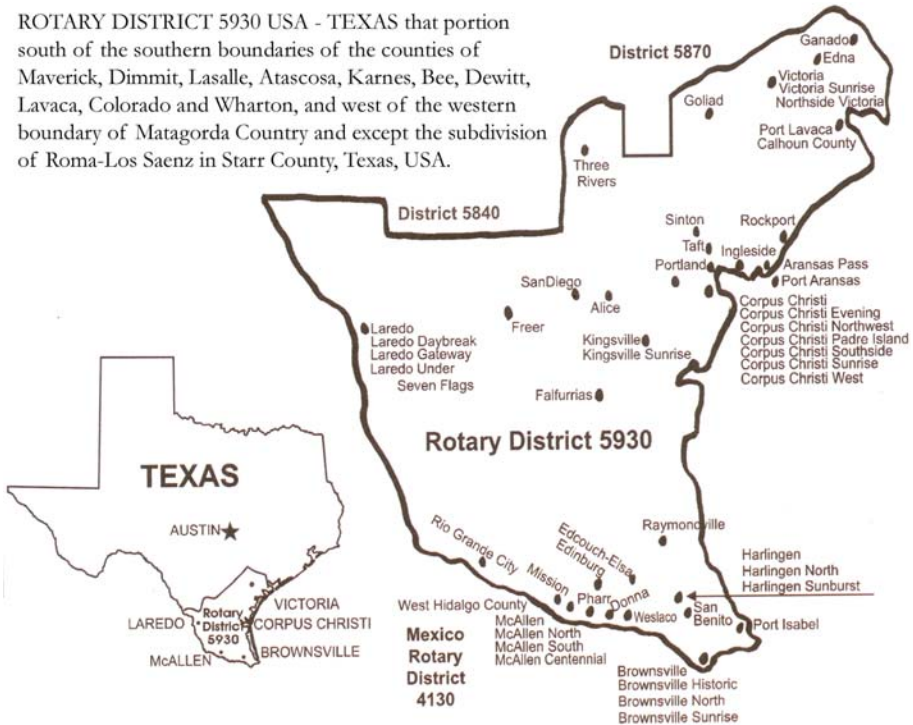 ROTARY DISTRICT 5930 USA - TEXAS that portion
south of the southern boundaries of the counties of
Maverick, Dimmit, Lasalle, Atascosa, Karnes, Bee, Dewitt,
Lavaca, Colorado and Wharton, and west of the western
boundary of Matagorda Country and except the subdivision
of Roma-Los Saenz in Starr County, Texas, USA.
District 5870
Ganado
Edna
Victoria
Victoria Sunrise
Northside Victoria
Goliad
Port Lavaca
Calhoun County
Three
Rivers
District 5840
Sinton
Rockport
Taft
Ingleside
Portland
Aransas Pass
Port Aransas
SanDiego
Alice
Freer
Corpus Christi
Corpus Christi Evening
Corpus Christi Northwest
Corpus Christi Padre Island
Corpus Christi Southside
Corpus Christi Sunrise
Corpus Christi West
Laredo
Laredo Daybreak
Laredo Gateway
Laredo Under
Seven Flags
Kingsville
Kingsville Sunrise
Falfurrias
Rotary District 5930
TEXAS
AUSTIN
LAREDO
Rotary
District
5930
VICTORIA
CORPUS CHRISTI
McALLEN
BROWNSVILLE
Rio Grande City
Mission
Edcouch-Elsa
Edinburg
Pharr
Donna
Weslaco
Raymondville
Harlingen
Harlingen North
Harlingen Sunburst
San
Benito
Port Isabel
West Hidalgo County
McAllen
McAllen North
McAllen South
McAllen Centennial
Mexico
Rotary
District
4130
Brownsville
Brownsville Historic
Brownsville North
Brownsville Sunrise